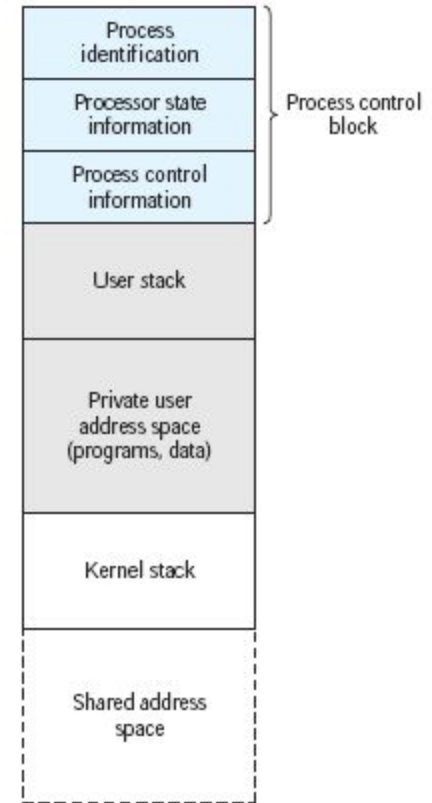 Process
identification
Processor state
information
Process control
information
Process control
block
User stack
Private user
address space
(programs, data)
Kernel stack
Shared address
space